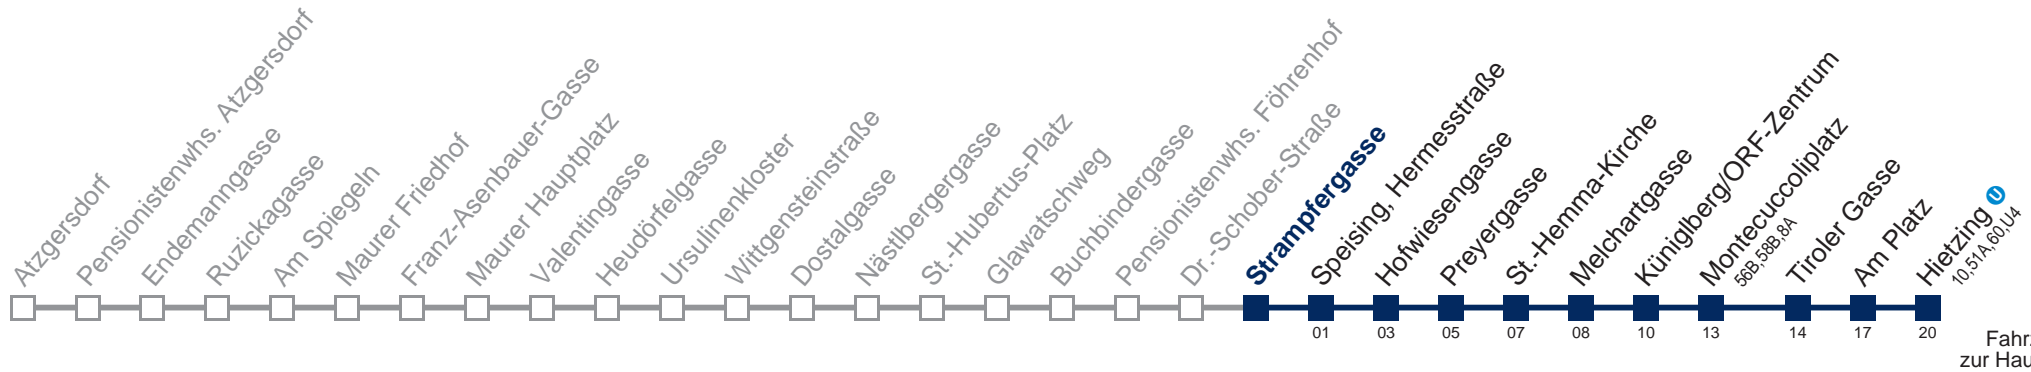 Atzgersdorf
Pensionistenwhs. Atzgersdorf
Endemanngasse
Ruzickagasse
Am Spiegeln
Maurer Friedhof
Franz-Asenbauer-Gasse
Maurer Hauptplatz
Valentingasse
Heudörfelgasse
Ursulinenkloster
Wittgensteinstraße
Dostalgasse
Nästlbergergasse
St.-Hubertus-Platz
Glawatschweg
Buchbindergasse
Pensionistenwhs. Föhrenhof
Dr.-Schober-Straße
Strampfergasse
Speising, Hermesstraße
Hofwiesengasse
Preyergasse
St.-Hemma-Kirche
Melchartgasse
Küniglberg/ORF-Zentrum
Montecuccoliplatz
56B,58B,8A
Tiroler Gasse
Am Platz
Hietzing U
10,51A,60,U4
01 03 05 07 08 10 13 14 17 20
Fahrz
zur Hau